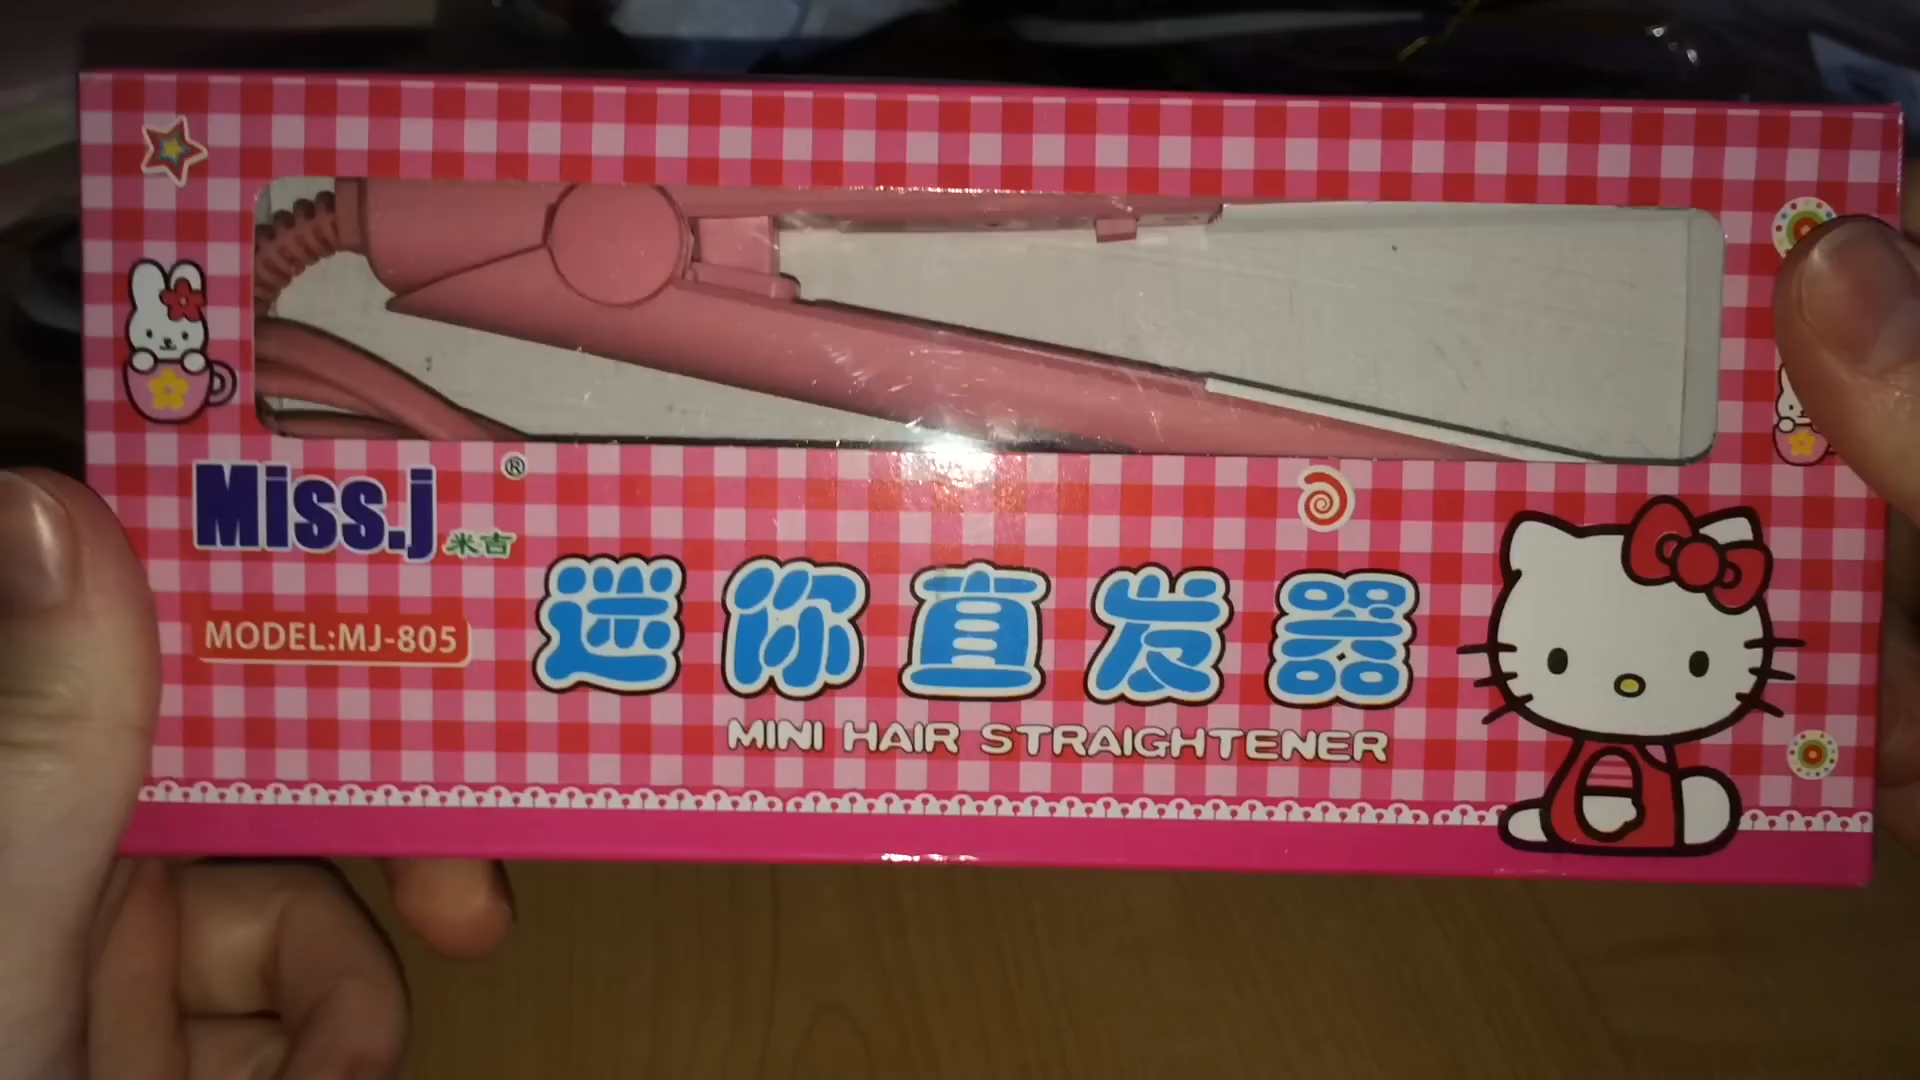 Miss.j®
米吉
MODEL:MJ-805
迷你直发器
MINI HAIR STRAIGHTENER